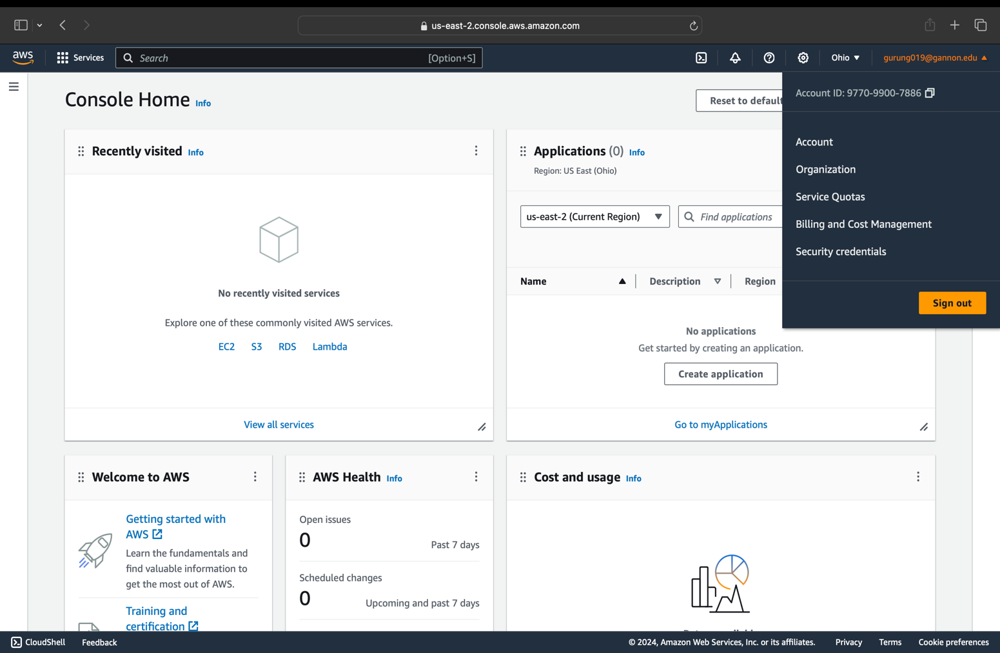 us-east-2.console.aws.amazon.com
aws
Services
Search
[Option+S]
Ohio ▼
gurung019@gannon.edu ▲
Account ID: 9770-9900-7886
Account
Organization
Service Quotas
Billing and Cost Management
Security credentials
Sign out
Console Home Info
Reset to default
Recently visited Info
No recently visited services
Explore one of these commonly visited AWS services.
EC2 S3 RDS Lambda
View all services
Applications (0) Info
Region: US East (Ohio)
us-east-2 (Current Region)
Find applications
Name
Description
Region
No applications
Get started by creating an application.
Create application
Go to myApplications
Welcome to AWS
Getting started with
AWS
Learn the fundamentals and
find valuable information to
get the most out of AWS.
Training and
certification
AWS Health Info
Open issues
0
Past 7 days
Scheduled changes
0
Upcoming and past 7 days
Cost and usage Info
CloudShell
Feedback
© 2024, Amazon Web Services, Inc. or its affiliates.
Privacy
Terms
Cookie preferences